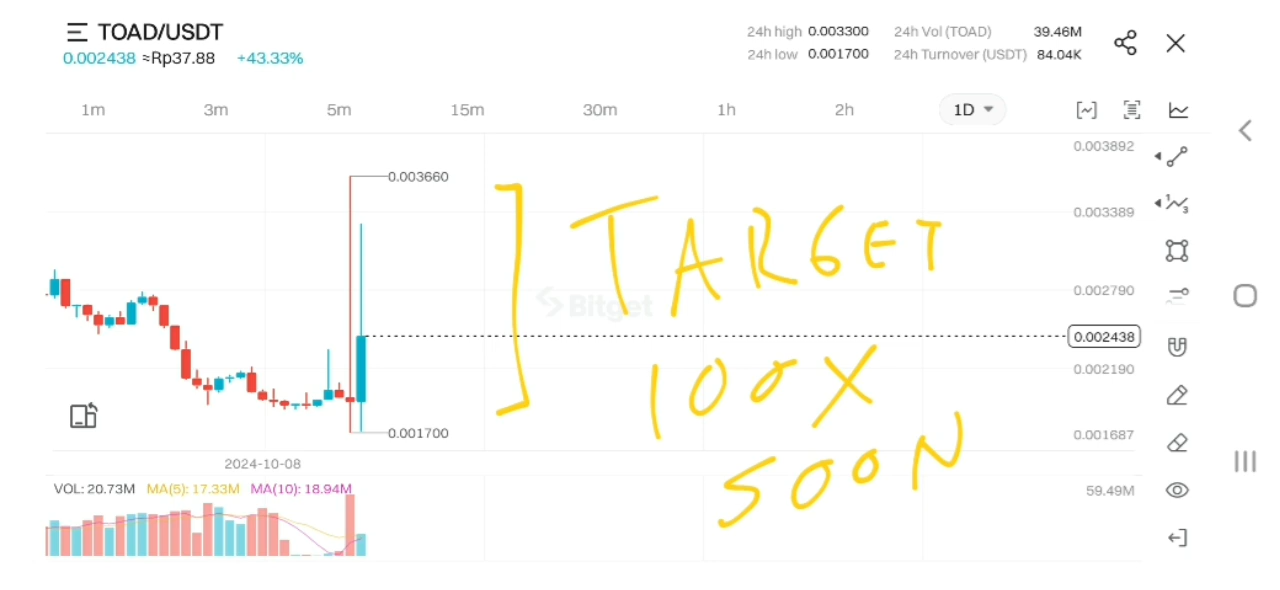 TOAD/USDT
0.002438 ≈Rp37.88 +43.33%
24h high 0.003300 24h Vol (TOAD) 39.46M
24h low 0.001700 24h Turnover (USDT) 84.04K
1m 3m 5m 15m 30m 1h 2h 1D
0.003892
0.003660
0.003389
TARGET
0.002790
Bitget
0.002438
0.002190
100X
0.001700
0.001687
2024-10-08
500N
VOL: 20.73M MA(5): 17.33M MA(10): 18.94M
59.49M